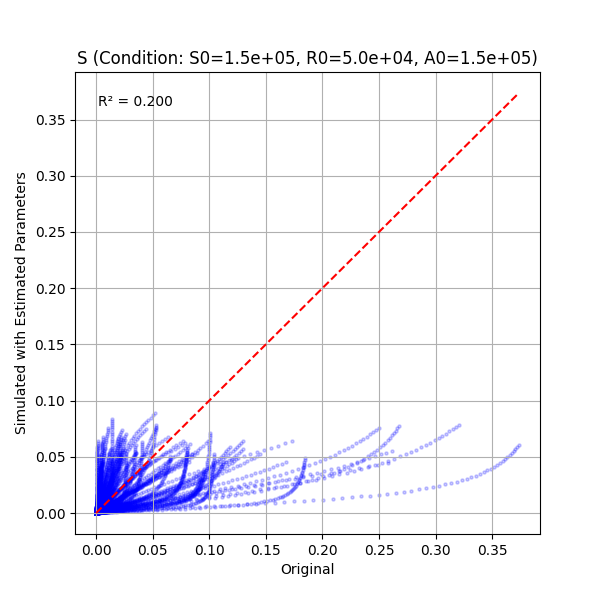 S (Condition: S0=1.5e+05, R0=5.0e+04, A0=1.5e+05)
R² = 0.200
0.35
0.30
0.25
0.20
0.15
0.10
0.05
0.00
Simulated with Estimated Parameters
0.00 0.05 0.10 0.15 0.20 0.25 0.30 0.35
Original